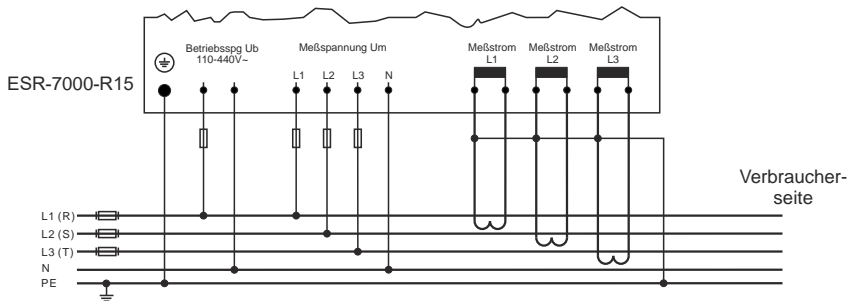 Betriebsspg Ub
110-440V~
Meßspannung Um
Meßstrom
L1
Meßstrom
L2
Meßstrom
L3
L1
L2
L3
N
ESR-7000-R15
Verbraucher-
seite
L1 (R)
L2 (S)
L3 (T)
N
PE